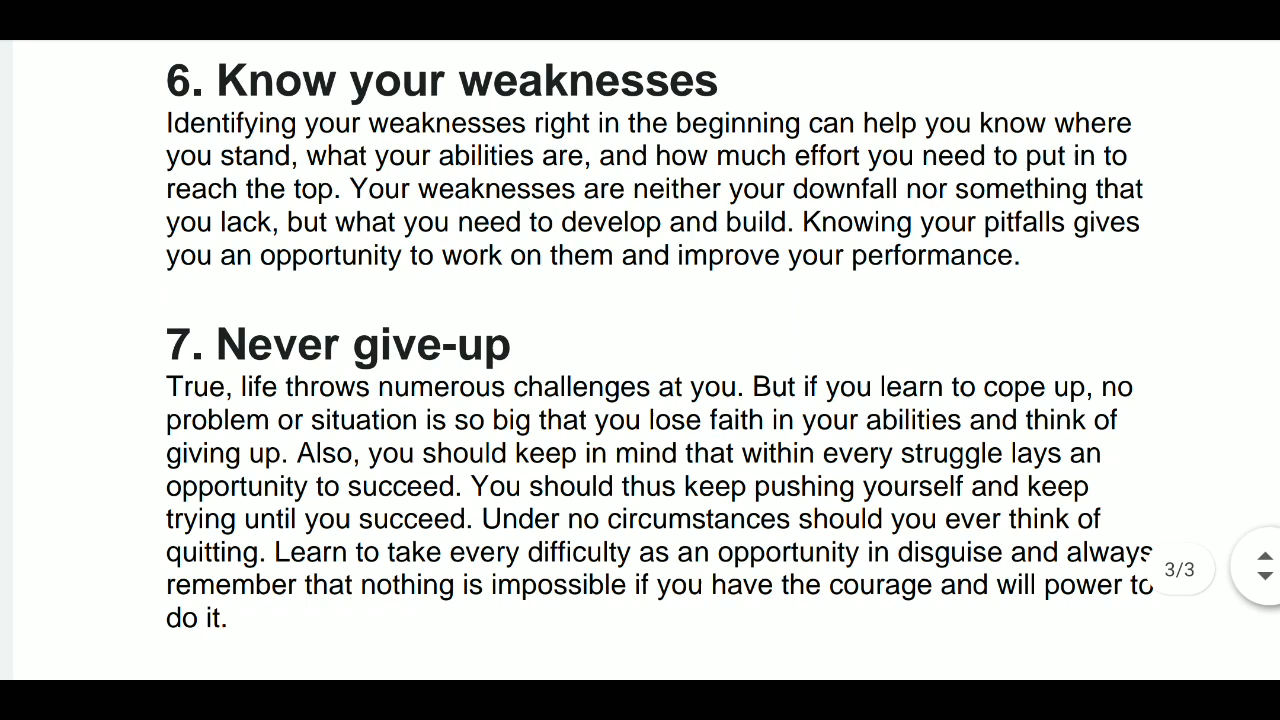 6. Know your weaknesses
Identifying your weaknesses right in the beginning can help you know where
you stand, what your abilities are, and how much effort you need to put in to
reach the top. Your weaknesses are neither your downfall nor something that
you lack, but what you need to develop and build. Knowing your pitfalls gives
you an opportunity to work on them and improve your performance.
7. Never give-up
True, life throws numerous challenges at you. But if you learn to cope up, no
problem or situation is so big that you lose faith in your abilities and think of
giving up. Also, you should keep in mind that within every struggle lays an
opportunity to succeed. You should thus keep pushing yourself and keep
trying until you succeed. Under no circumstances should you ever think of
quitting. Learn to take every difficulty as an opportunity in disguise and always
remember that nothing is impossible if you have the courage and will power to
do it.
3/3